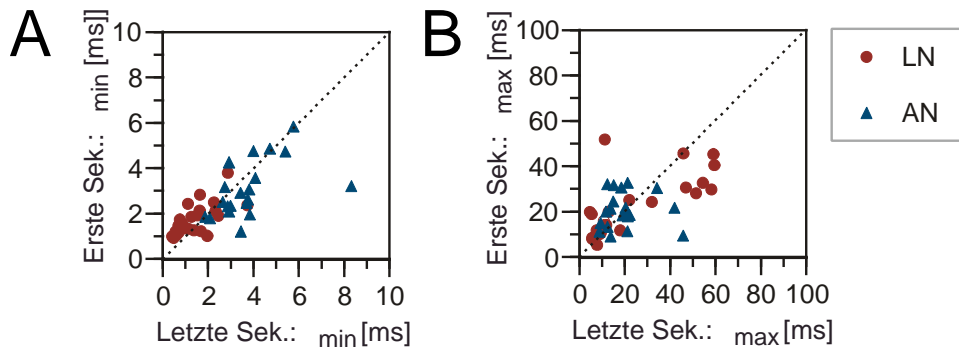 A
Erste Sek.: min [ms]]
10
8
6
4
2
0
0 2 4 6 8 10
Letzte Sek.: min [ms]
B
Erste Sek.: max [ms]
100
80
60
40
20
0
0 20 40 60 80 100
Letzte Sek.: max [ms]
LN
AN